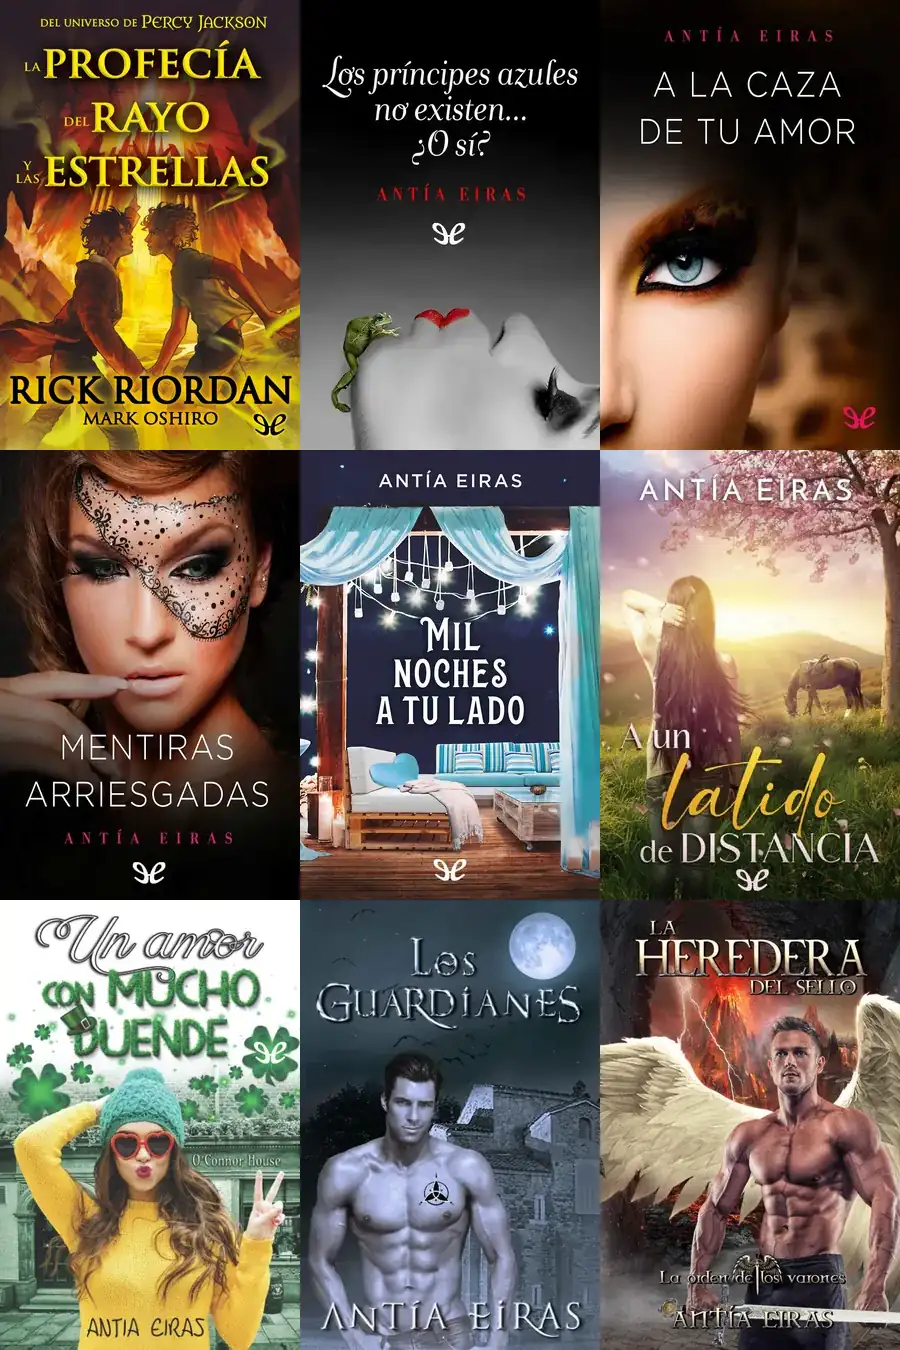 DEL UNIVERSO DE PERCY JACKSON
LA PROFECÍA
DEL RAYO
Y LAS ESTRELLAS
RICK RIORDAN
MARK OSHIRO
Los príncipes azules
no existen...
¿O sí?
ANTÍA EIRAS
ANTÍA EIRAS
A LA CAZA
DE TU AMOR
MENTIRAS
ARRIESGADAS
ANTÍA EIRAS
ANTÍA EIRAS
MIL
NOCHES
A TU LADO
ANTÍA EIRAS
A un
latido
de DISTANCIA
Un amor
CON MUCHO
DUENDE
O'Connor House
ANTIA EIRAS
LOS
GUARDIANES
ANTÍA EIRAS
LA
HEREDERA
DEL SELLO
La orden de los varones
ANTÍA EIRAS